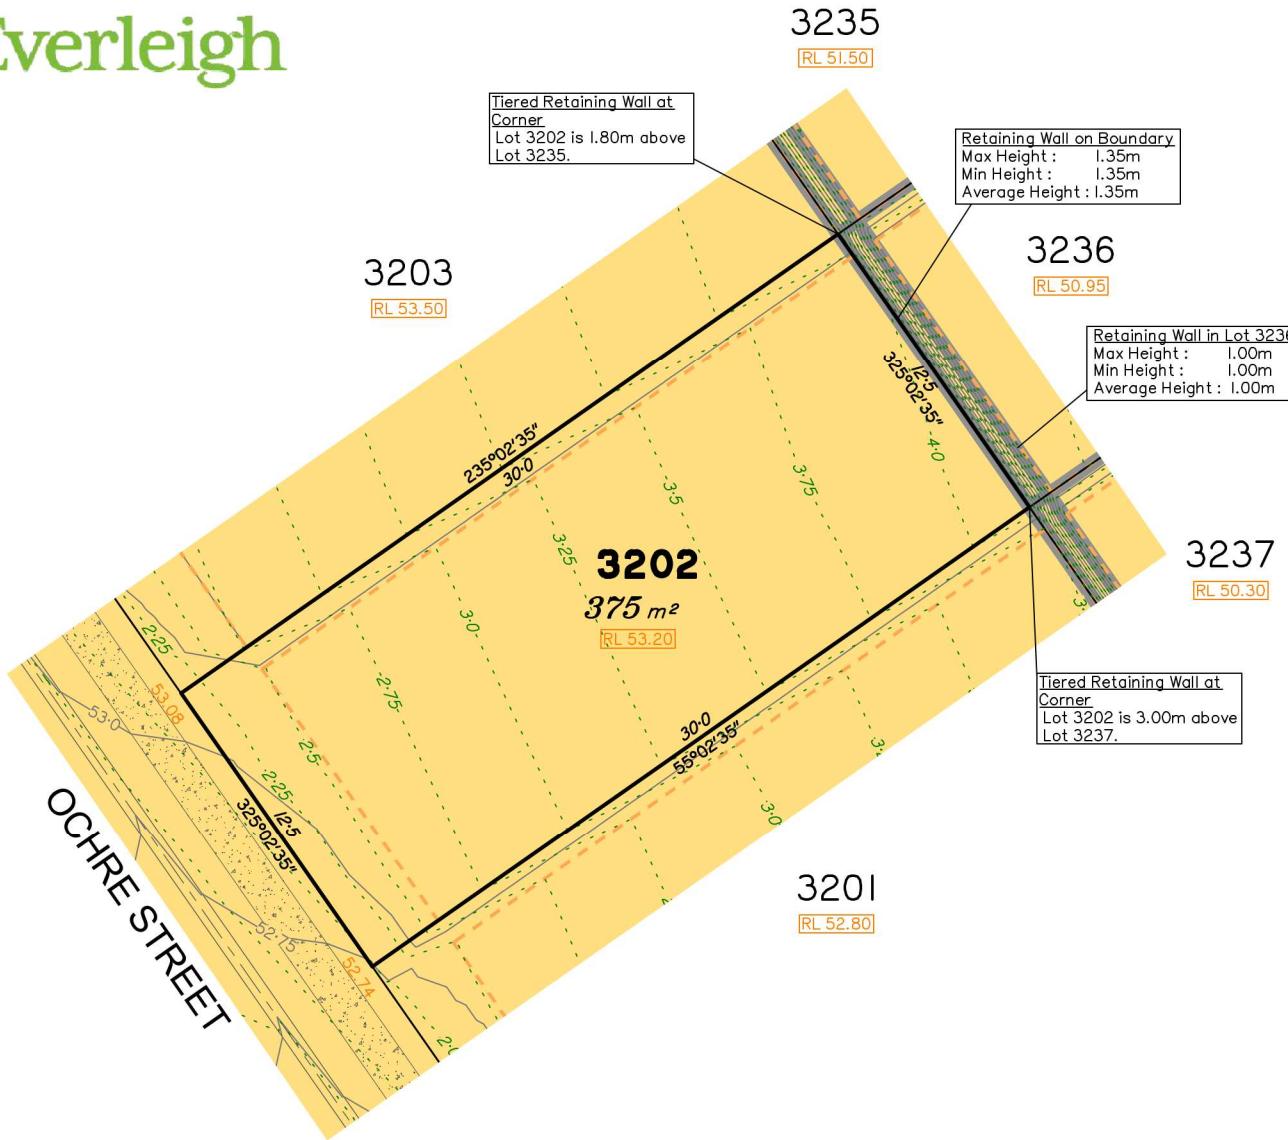 Everleigh
3235
RL 51.50
Tiered Retaining Wall at
Corner
Lot 3202 is 1.80m above
Lot 3235.
Retaining Wall on Boundary
Max Height : 1.35m
Min Height : 1.35m
Average Height : 1.35m
3203
RL 53.50
3236
RL 50.95
Retaining Wall in Lot 3236
Max Height : 1.00m
Min Height : 1.00m
Average Height : 1.00m
12·5
325°02'35"
4·0
235°02'35"
30·0
3·75
3·5
3·25
3202
375 m²
RL 53.20
3237
RL 50.30
3·0
2·75
2·5
2·25
2·25
53.08
53·0
12·5
325°02'35"
30·0
55°02'35"
Tiered Retaining Wall at
Corner
Lot 3202 is 3.00m above
Lot 3237.
3·0
3201
RL 52.80
OCHRE STREET
52·75
52.74